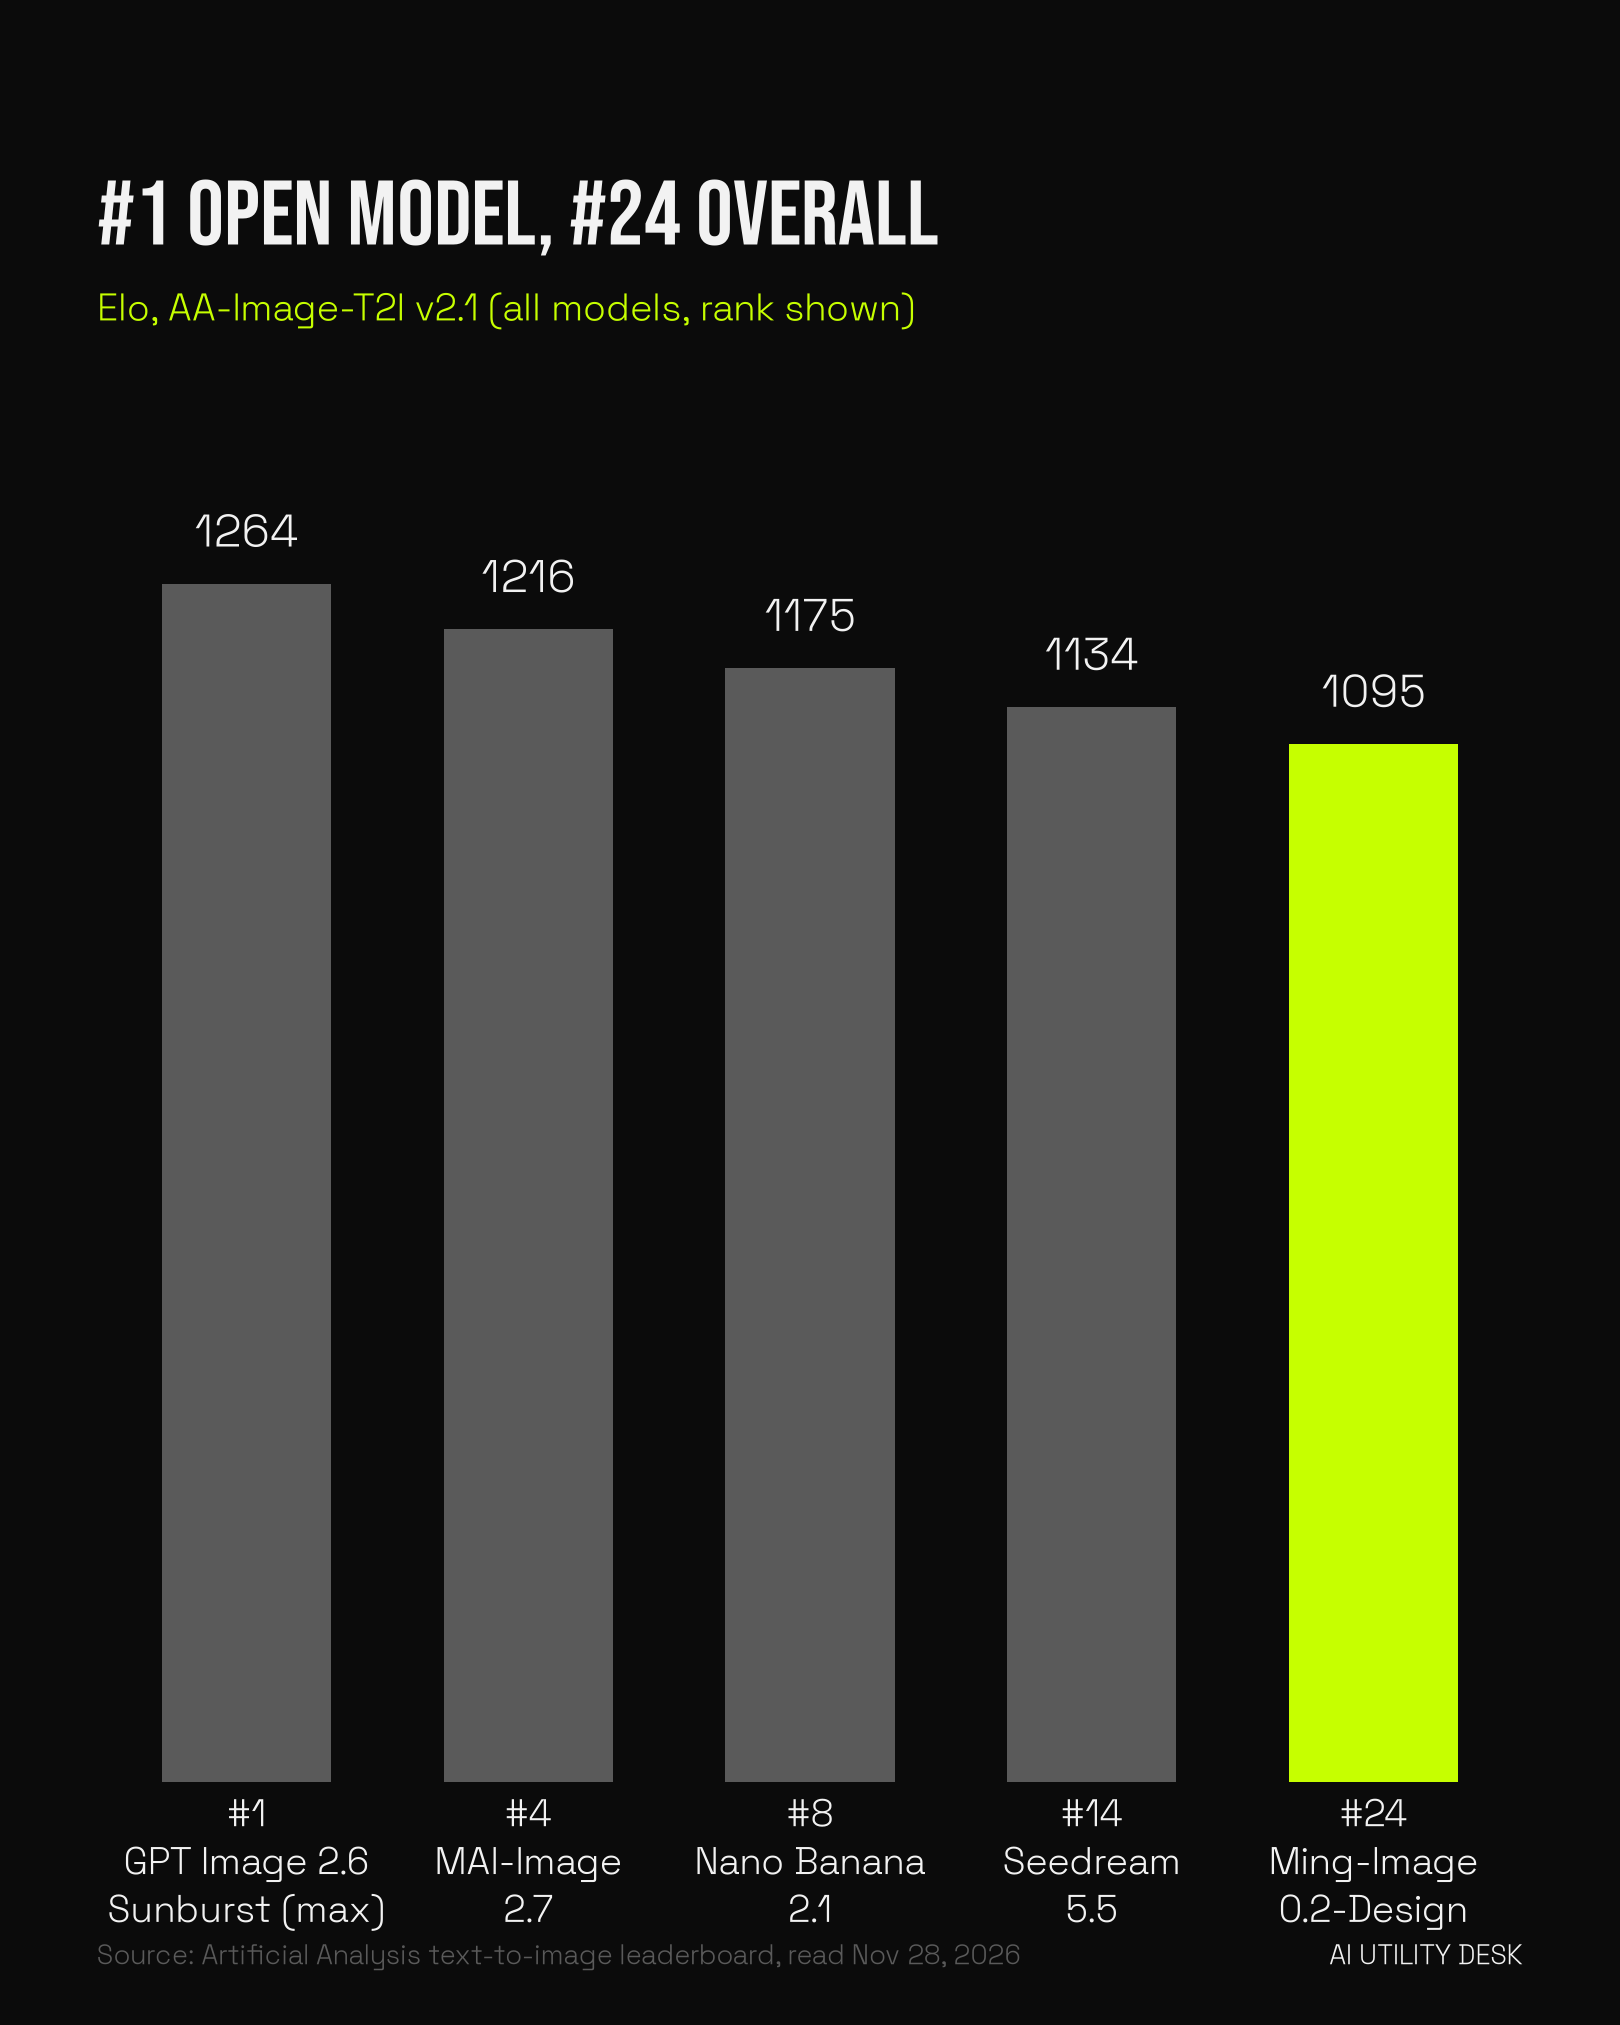 #1 OPEN MODEL, #24 OVERALL
Elo, AA-Image-T2I v2.1 (all models, rank shown)
1264
1216
1175
1134
1095
#1
GPT Image 2.6
Sunburst (max)
#4
MAI-Image
2.7
#8
Nano Banana
2.1
#14
Seedream
5.5
#24
Ming-Image
0.2-Design
Source: Artificial Analysis text-to-image leaderboard, read Nov 28, 2026
AI UTILITY DESK